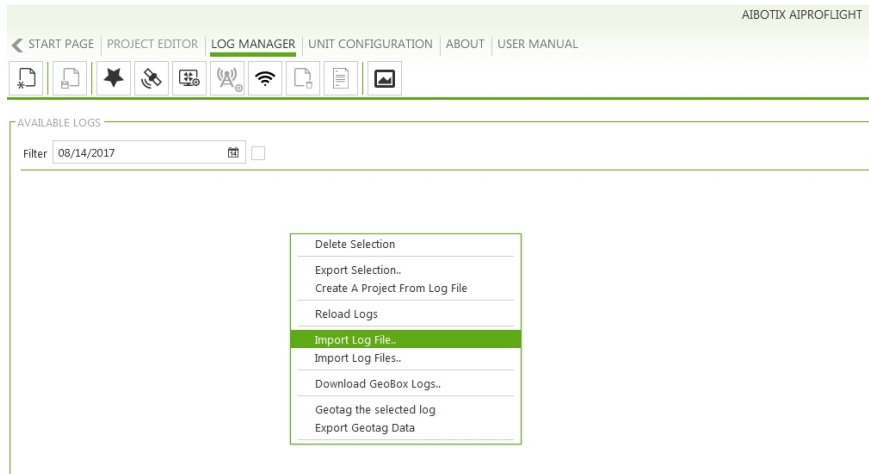 AIBOTIX AIPROFLIGHT
START PAGE PROJECT EDITOR LOG MANAGER UNIT CONFIGURATION ABOUT USER MANUAL
AVAILABLE LOGS
Filter 08/14/2017 14
Delete Selection
Export Selection..
Create A Project From Log File
Reload Logs
Import Log File..
Import Log Files..
Download GeoBox Logs..
Geotag the selected log
Export Geotag Data